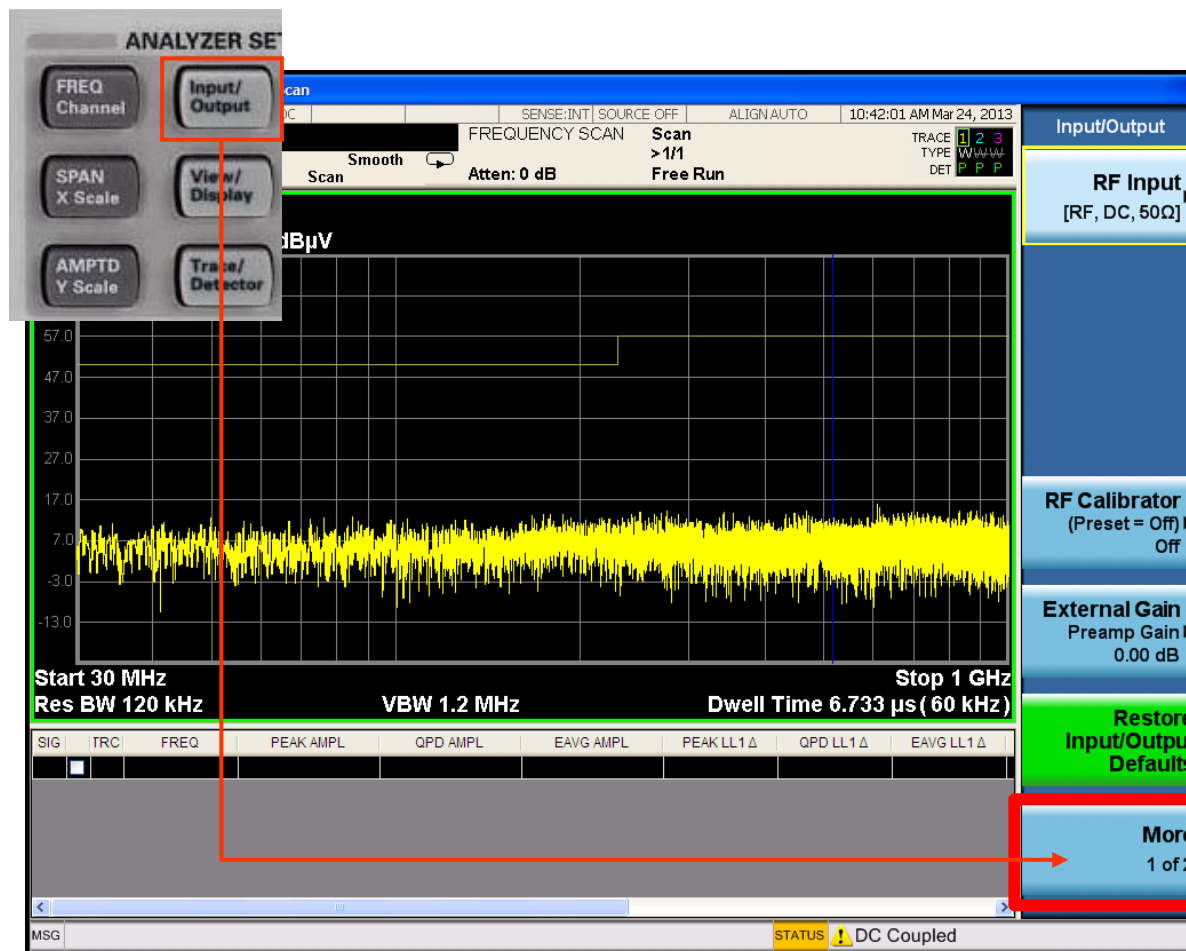 ANALYZER SE
FREQ
Channel
Input/
Output
SPAN
X Scale
View/
Display
AMPTD
Y Scale
Trace/
Detector
can
SENSE:INT SOURCE OFF ALIGN AUTO 10:42:01 AM Mar 24, 2013
FREQUENCY SCAN Scan
TRACE 1 2 3
Smooth >1/1
TYPE W W W
Scan Atten: 0 dB Free Run
DET P P P
dBµV
57.0
47.0
37.0
27.0
17.0
7.0
-3.0
-13.0
Start 30 MHz Stop 1 GHz
Res BW 120 kHz VBW 1.2 MHz Dwell Time 6.733 µs ( 60 kHz)
SIG TRC FREQ PEAK AMPL QPD AMPL EAVG AMPL PEAK LL1 Δ QPD LL1 Δ EAVG LL1 Δ
MSG STATUS DC Coupled
Input/Output
RF Input
[RF, DC, 50Ω]
RF Calibrator
(Preset = Off)
Off
External Gain
Preamp Gain
0.00 dB
Restore
Input/Outpu
Defaults
More
1 of 2